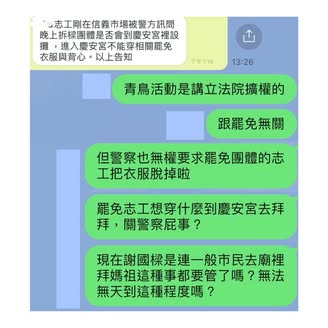 志工剛在信義市場被警方訊問
晚上拆樑團體是否會到慶安宮裡設
攤，進入慶安宮不能穿相關罷免
衣服與背心。以上告知
下午1:16
13:26
青鳥活動是講立法院擴權的
跟罷免無關
但警察也無權要求罷免團體的志
工把衣服脫掉啦
罷免志工想穿什麼到慶安宮去拜
拜，關警察屁事？
現在謝國樑是連一般市民去廟裡
拜媽祖這種事都要管了嗎？無法
無天到這種程度嗎？